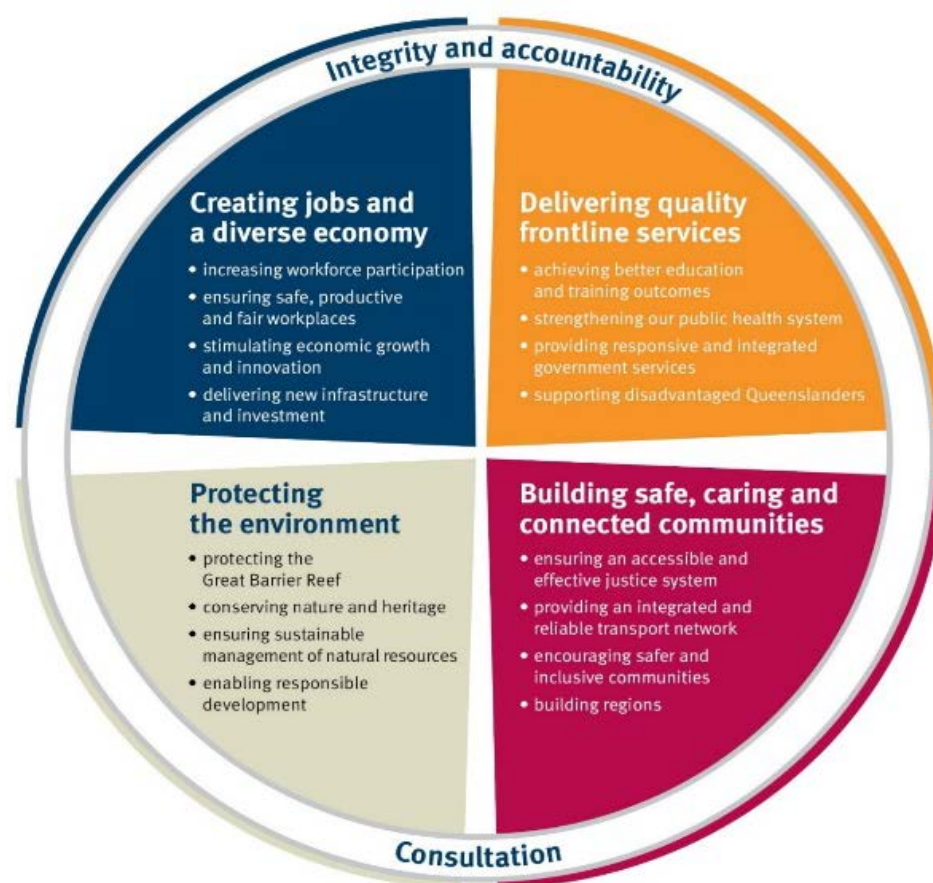 Integrity and accountability
Creating jobs and
a diverse economy
• increasing workforce participation
• ensuring safe, productive
and fair workplaces
• stimulating economic growth
and innovation
• delivering new infrastructure
and investment
Delivering quality
frontline services
• achieving better education
and training outcomes
• strengthening our public health system
• providing responsive and integrated
government services
• supporting disadvantaged Queenslanders
Protecting
the environment
• protecting the
Great Barrier Reef
• conserving nature and heritage
• ensuring sustainable
management of natural resources
• enabling responsible
development
Building safe, caring and
connected communities
• ensuring an accessible and
effective justice system
• providing an integrated and
reliable transport network
• encouraging safer and
inclusive communities
• building regions
Consultation